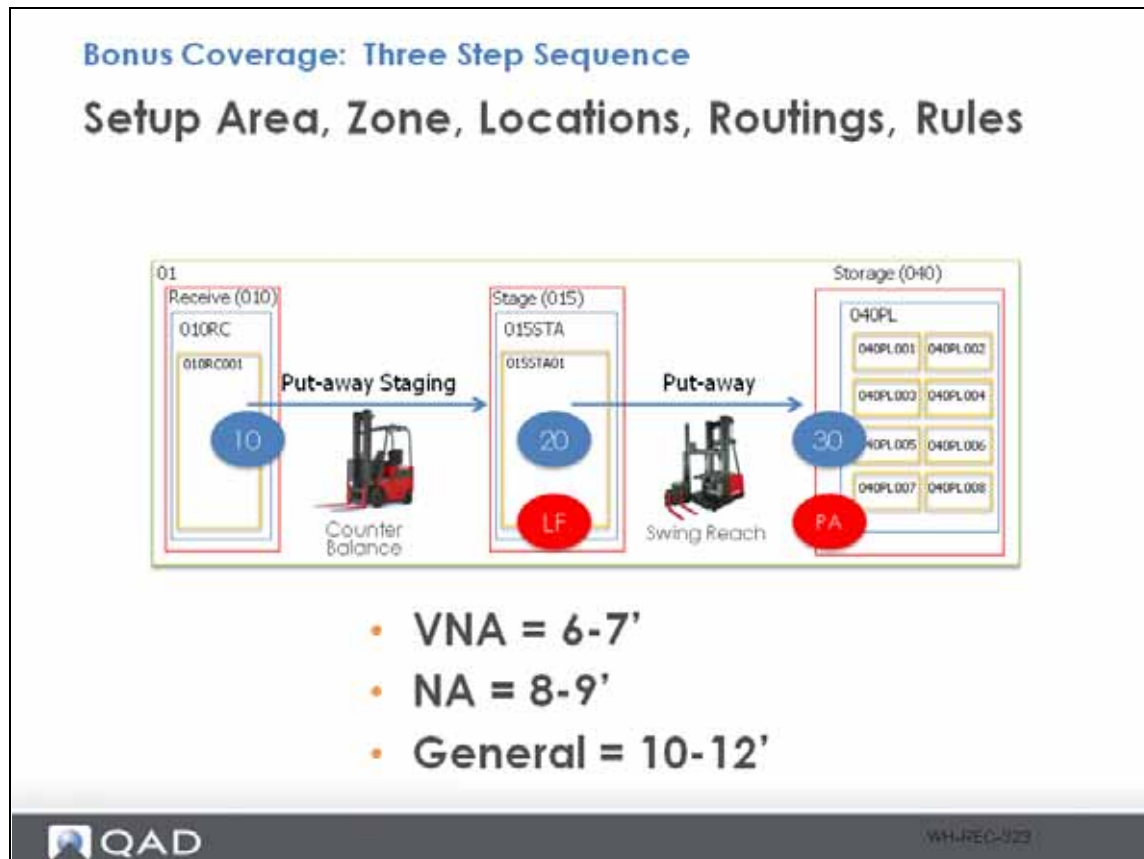 Bonus Coverage: Three Step Sequence
Setup Area, Zone, Locations, Routings, Rules
01
Receive (010)
010RC
010RC001
Put-away Staging
10
Counter
Balance
Stage (015)
015STA
015STA01
20
LF
Put-away
Swing Reach
Storage (040)
040PL
040PL001 040PL002
040PL003 040PL004
30
040PL005 040PL006
040PL007 040PL008
PA
• VNA = 6-7’
• NA = 8-9’
• General = 10-12’
QAD
WH-REC-323